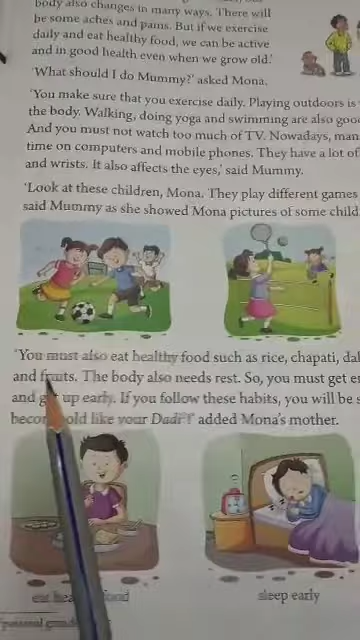 body also changes in many ways. There will
be some aches and pains. But if we exercise
daily and eat healthy food, we can be active
and in good health even when we grow old.'
'What should I do Mummy?' asked Mona.
'You make sure that you exercise daily. Playing outdoors is
the body. Walking, doing yoga and swimming are also
And you must not watch too much of TV. Nowadays,
time on computers and mobile phones. They have a lot of
and wrists. It also affects the eyes,' said Mummy.
'Look at these children, Mona. They play different games
said Mummy as she showed Mona pictures of some
'You must also eat healthy food such as rice, chapati,
and fruits. The body also needs rest. So, you must get
and get up early. If you follow these habits, you will be
become old like your Dadi!' added Mona's mother.
eat food
sleep early